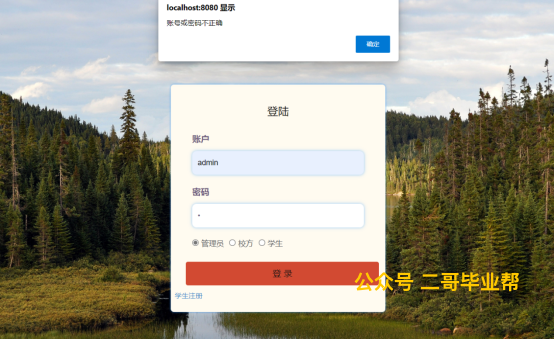 localhost:8080 显示
账号或密码不正确
确定
登陆
账户
admin
密码
管理员 校方 学生
登 录
公众号 二哥毕业帮
学生注册